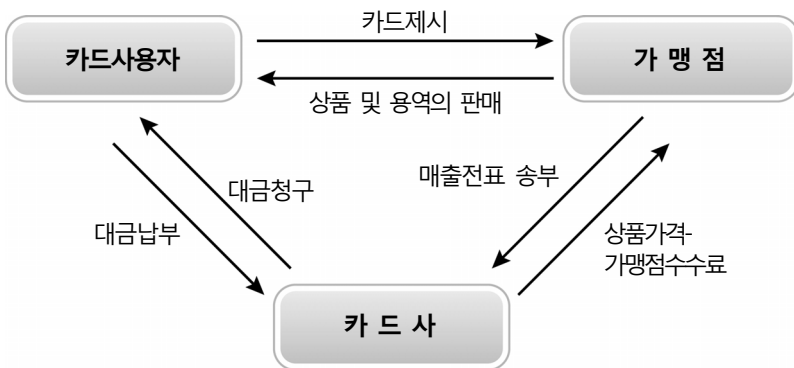 카드제시
카드사용자
가 맹 점
상품 및 용역의 판매
대금청구
매출전표 송부
대금납부
상품가격-
가맹점수수료
카 드 사